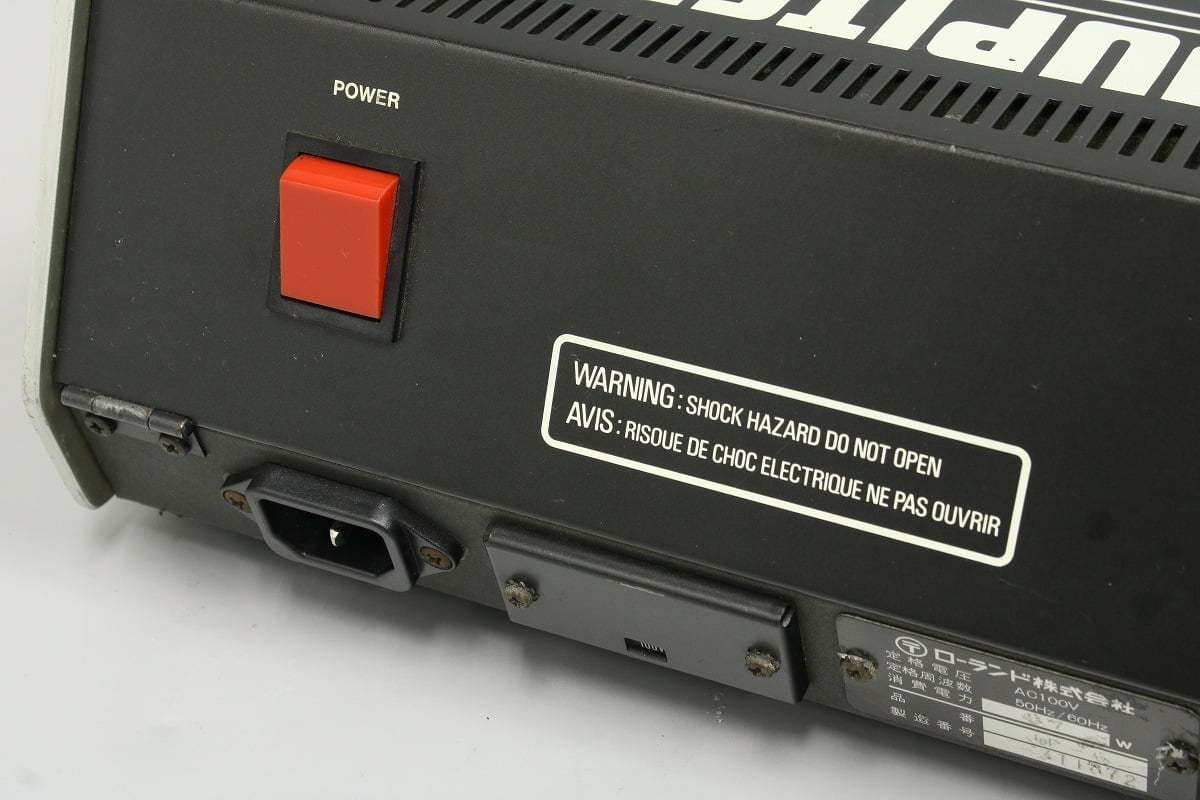 JUPITER
POWER
WARNING : SHOCK HAZARD DO NOT OPEN
AVIS : RISQUE DE CHOC ELECTRIQUE NE PAS OUVRIR
100V
〒 ローランド株式会社
定格電圧 AC100V
定格周波数 50Hz/60Hz
消費電力 W
品番
製造番号